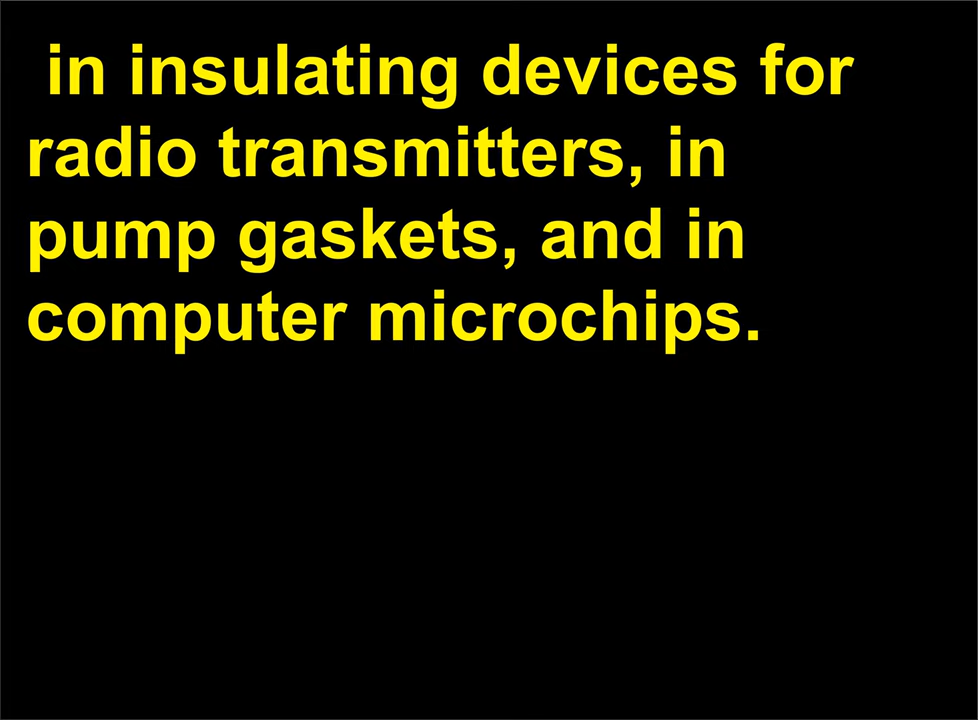 in insulating devices for
radio transmitters, in
pump gaskets, and in
computer microchips.